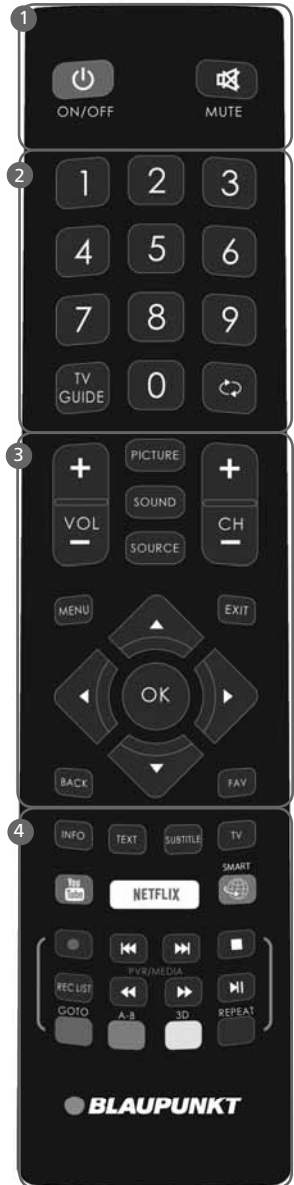 1
ON/OFF MUTE
2
1 2 3
4 5 6
7 8 9
TV GUIDE 0
3
+ PICTURE +
VOL SOUND CH
- SOURCE -
MENU EXIT
OK
BACK FAV
4
INFO TEXT SUBTITLE TV
You Tube NETFLIX SMART
PVR/MEDIA
REC LIST
GOTO A-B 3D REPEAT
BLAUPUNKT